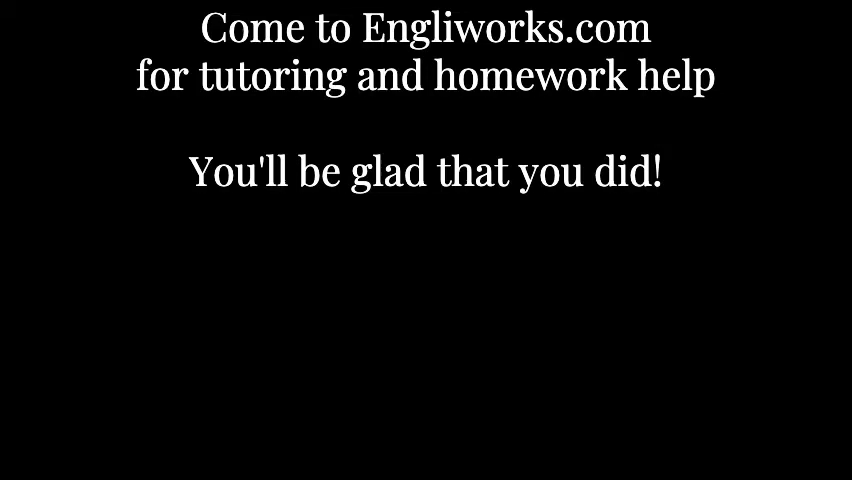 Come to Engliworks.com
for tutoring and homework help
You'll be glad that you did!